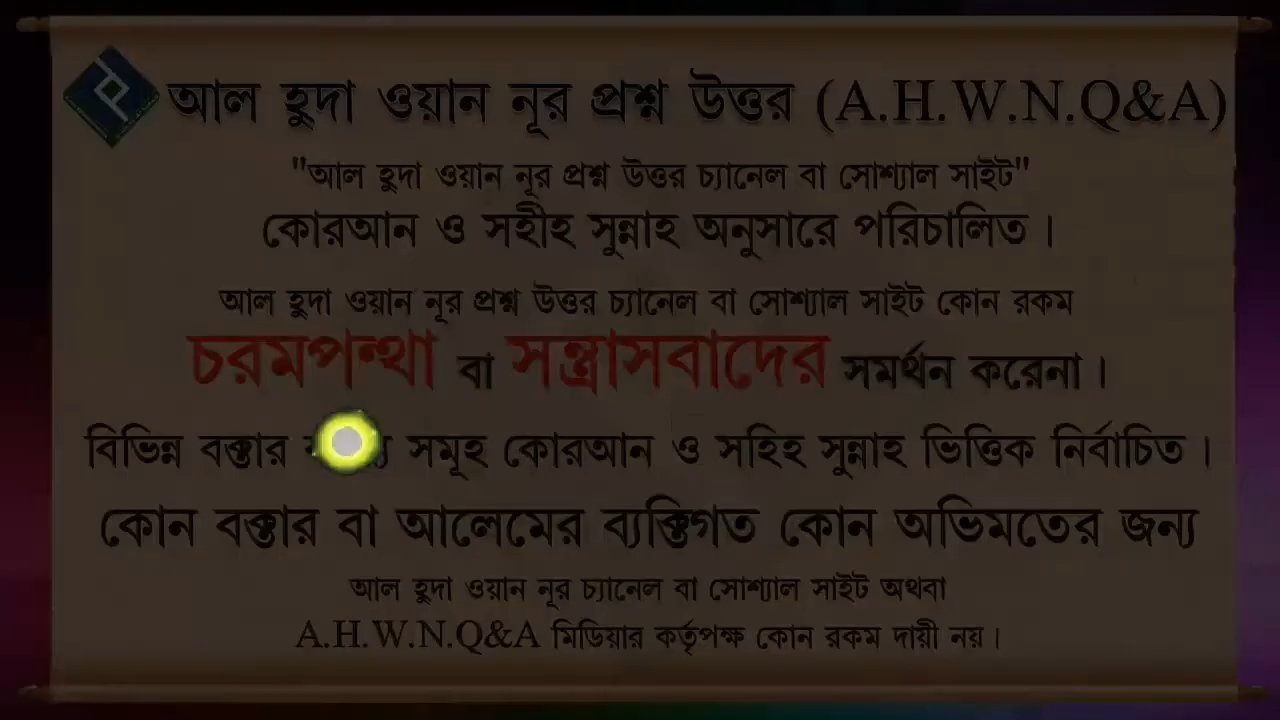 আল হুদা ওয়ান নূর প্রশ্ন উত্তর (A.H.W.N.Q&A)
"আল হুদা ওয়ান নূর প্রশ্ন উত্তর চ্যানেল বা সোশ্যাল সাইট"
কোরআন ও সহীহ সুন্নাহ অনুসারে পরিচালিত।
আল হুদা ওয়ান নূর প্রশ্ন উত্তর চ্যানেল বা সোশ্যাল সাইট কোন রকম
চরমপন্থা বা সন্ত্রাসবাদের সমর্থন করেনা।
বিভিন্ন বক্তার সমূহ কোরআন ও সহিহ সুন্নাহ ভিত্তিক নির্বাচিত।
কোন বক্তার বা আলেমের ব্যক্তিগত কোন অভিমতের জন্য
আল হুদা ওয়ান নূর চ্যানেল বা সোশ্যাল সাইট অথবা
A.H.W.N.Q&A মিডিয়ার কর্তৃপক্ষ কোন রকম দায়ী নয়।